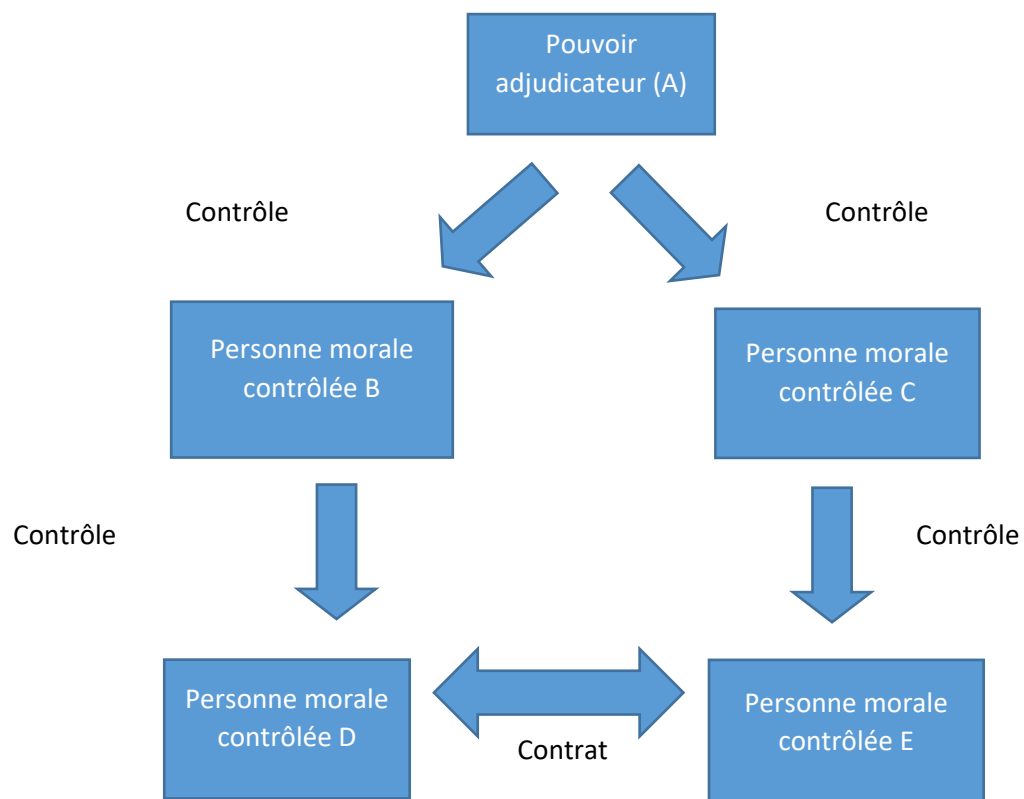 Pouvoir
adjudicateur (A)
Contrôle
Contrôle
Personne morale
contrôlée B
Personne morale
contrôlée C
Contrôle
Contrôle
Personne morale
contrôlée D
Contrat
Personne morale
contrôlée E